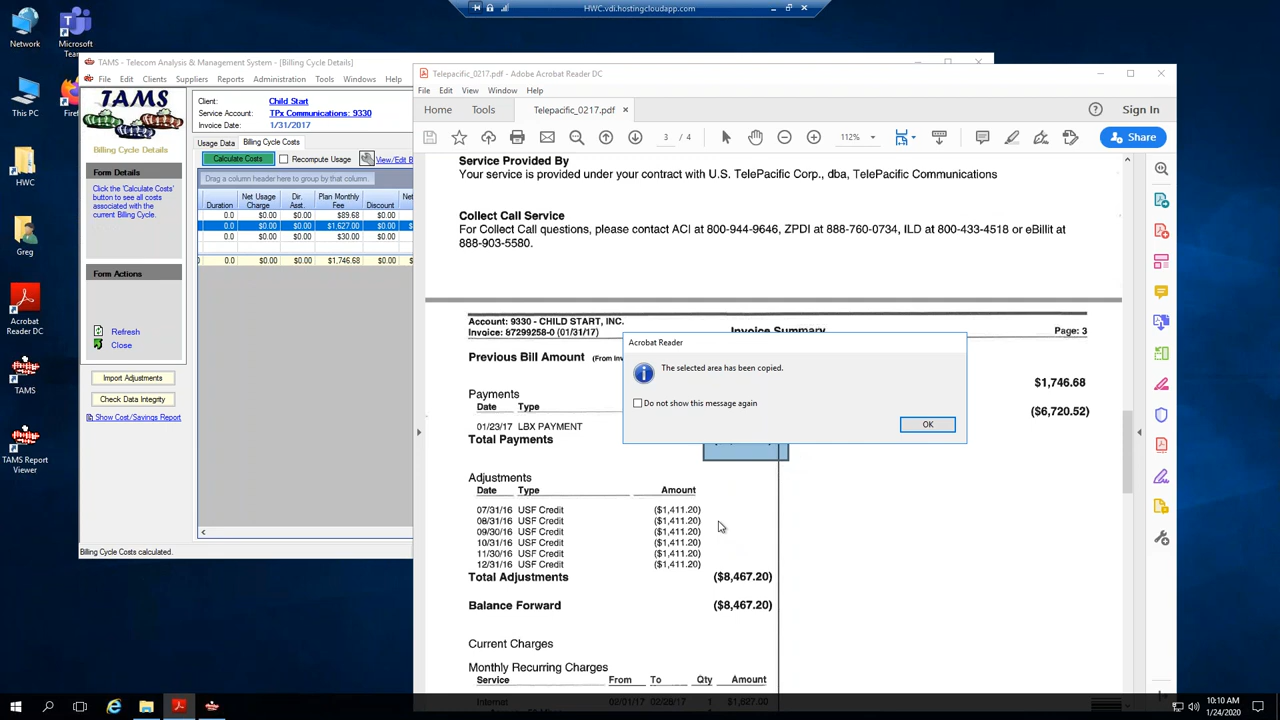 HWC.vdi.hostingcloudapp.com
Network
Microsoft
Team
This PC
Firefo
HWC
Greg
Acrobat
Reader DC
TAMS
TAMS Report
Viewer
TAMS - Telecom Analysis & Management System - [Billing Cycle Details]
File Edit Clients Suppliers Reports Administration Tools Windows Help
TAMS
Billing Cycle Details
Form Details
Click the 'Calculate Costs'
button to see all costs
associated with the
current Billing Cycle.
Form Actions
Refresh
Close
Import Adjustments
Check Data Integrity
Show Cost/Savings Report
Client: Child Start
Service Account: TPx Communications: 9330
Invoice Date: 1/31/2017
Usage Data Billing Cycle Costs
Calculate Costs Recompute Usage View/Edit B
Drag a column header here to group by that column.
Duration Net Usage Charge Dir. Asst. Plan Monthly Fee Discount Net
0.0 $0.00 $0.00 $89.68 $0.00
0.0 $0.00 $0.00 $1,627.00 $0.00 $
0.0 $0.00 $0.00 $30.00 $0.00
0.0 $0.00 $0.00 $1,746.68 $0.00 $
Billing Cycle Costs calculated.
Telepacific_0217.pdf - Adobe Acrobat Reader DC
File Edit View Window Help
Home Tools Telepacific_0217.pdf Sign In
3 / 4 112% Share
Service Provided By
Your service is provided under your contract with U.S. TelePacific Corp., dba, TelePacific Communications
Collect Call Service
For Collect Call questions, please contact ACI at 800-944-9646, ZPDI at 888-760-0734, ILD at 800-433-4518 or eBillit at
888-903-5580.
Account: 9330 - CHILD START, INC.
Invoice: 87299258-0 (01/31/17) Invoice Summary Page: 3
Previous Bill Amount (From Inv $1,746.68
Payments
Date Type ($6,720.52)
01/23/17 LBX PAYMENT
Total Payments
Acrobat Reader
The selected area has been copied.
Do not show this message again
OK
Adjustments
Date Type Amount
07/31/16 USF Credit ($1,411.20)
08/31/16 USF Credit ($1,411.20)
09/30/16 USF Credit ($1,411.20)
10/31/16 USF Credit ($1,411.20)
11/30/16 USF Credit ($1,411.20)
12/31/16 USF Credit ($1,411.20)
Total Adjustments ($8,467.20)
Balance Forward ($8,467.20)
Current Charges
Monthly Recurring Charges
Service From To Qty Amount
Internet 02/01/17 02/28/17 1 $1,627.00
10:10 AM
1/24/2020